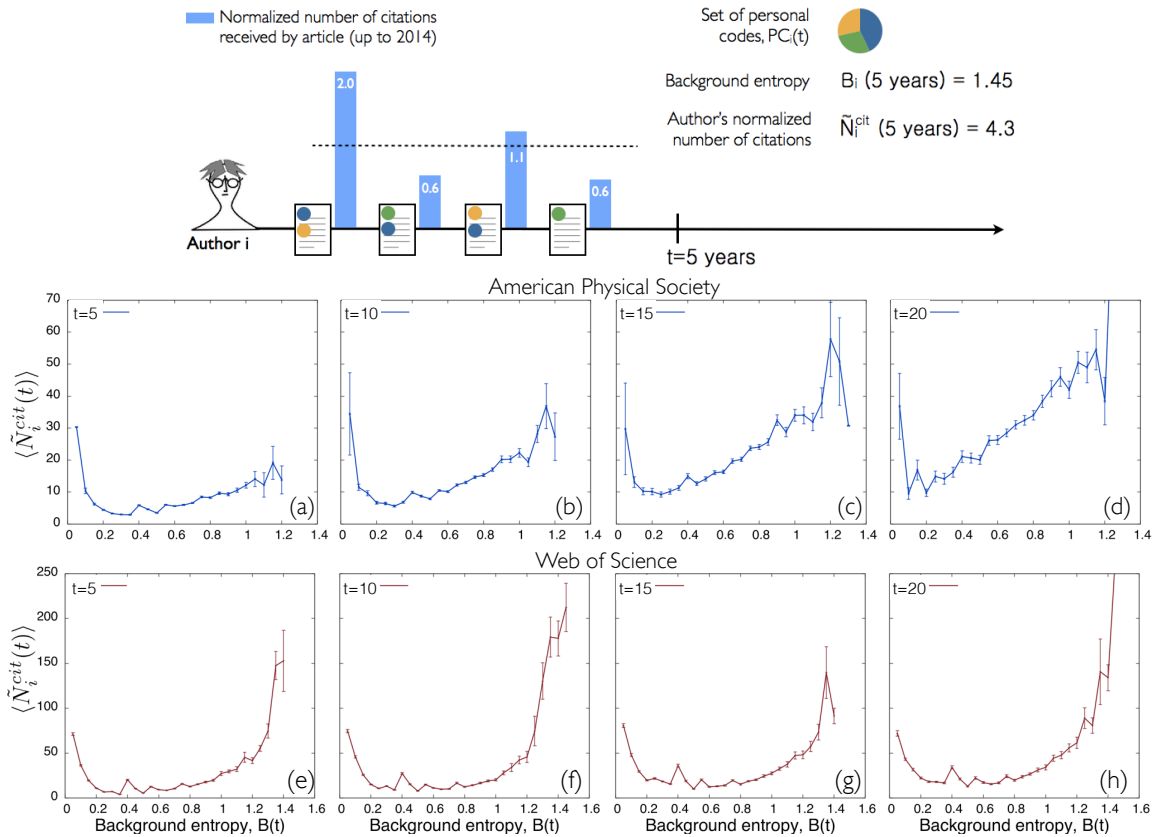 Normalized number of citations
received by article (up to 2014)
Set of personal
codes, PCᵢ(t)
Background entropy Bᵢ (5 years) = 1.45
Author's normalized
number of citations Ñᵢᶜⁱᵗ (5 years) = 4.3
2.0
0.6
1.1
0.6
Author i
t=5 years
American Physical Society
⟨Ñᵢᶜⁱᵗ(t)⟩
70
60
50
40
30
20
10
0
t=5
(a)
0 0.2 0.4 0.6 0.8 1.0 1.2 1.4
t=10
(b)
0 0.2 0.4 0.6 0.8 1.0 1.2 1.4
t=15
(c)
0 0.2 0.4 0.6 0.8 1.0 1.2 1.4
t=20
(d)
0 0.2 0.4 0.6 0.8 1.0 1.2 1.4
Web of Science
⟨Ñᵢᶜⁱᵗ(t)⟩
250
200
150
100
50
0
t=5
(e)
0 0.2 0.4 0.6 0.8 1 1.2 1.4 1.6
Background entropy, B(t)
t=10
(f)
0 0.2 0.4 0.6 0.8 1 1.2 1.4 1.6
Background entropy, B(t)
t=15
(g)
0 0.2 0.4 0.6 0.8 1 1.2 1.4 1.6
Background entropy, B(t)
t=20
(h)
0 0.2 0.4 0.6 0.8 1 1.2 1.4 1.6
Background entropy, B(t)